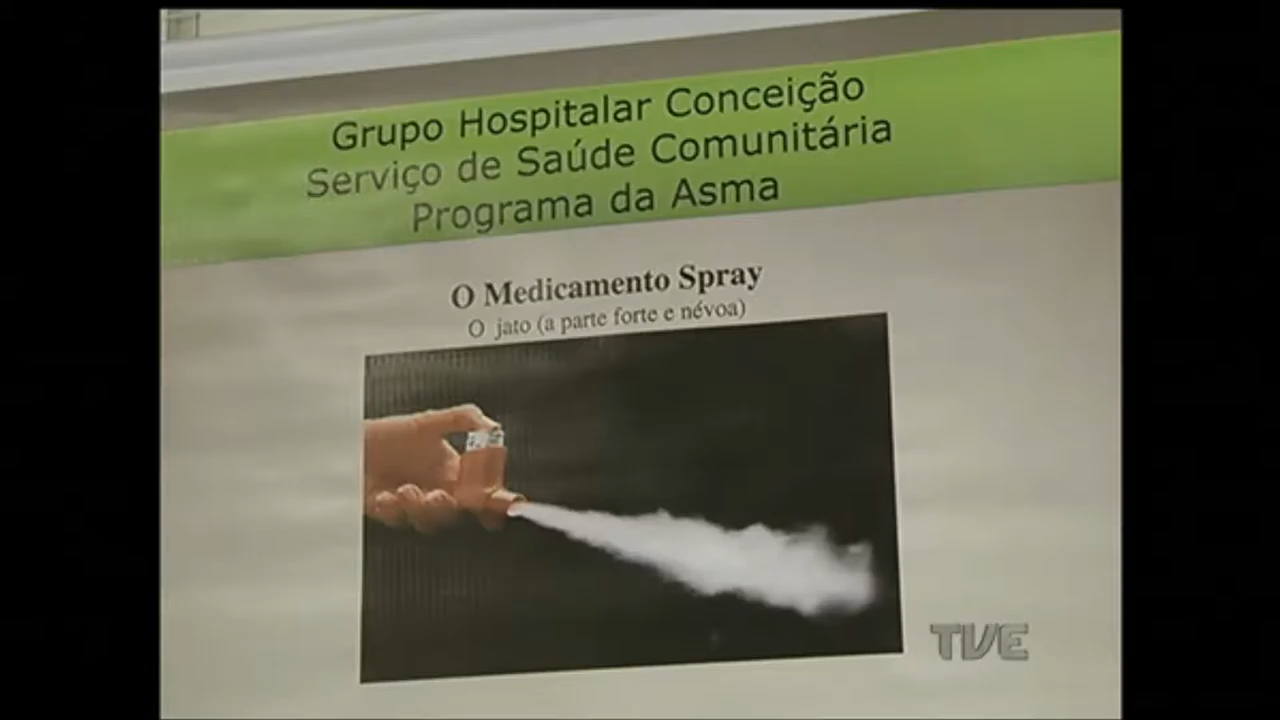 Grupo Hospitalar Conceição
Serviço de Saúde Comunitária
Programa da Asma
O Medicamento Spray
O jato (a parte forte e névoa)
TVE